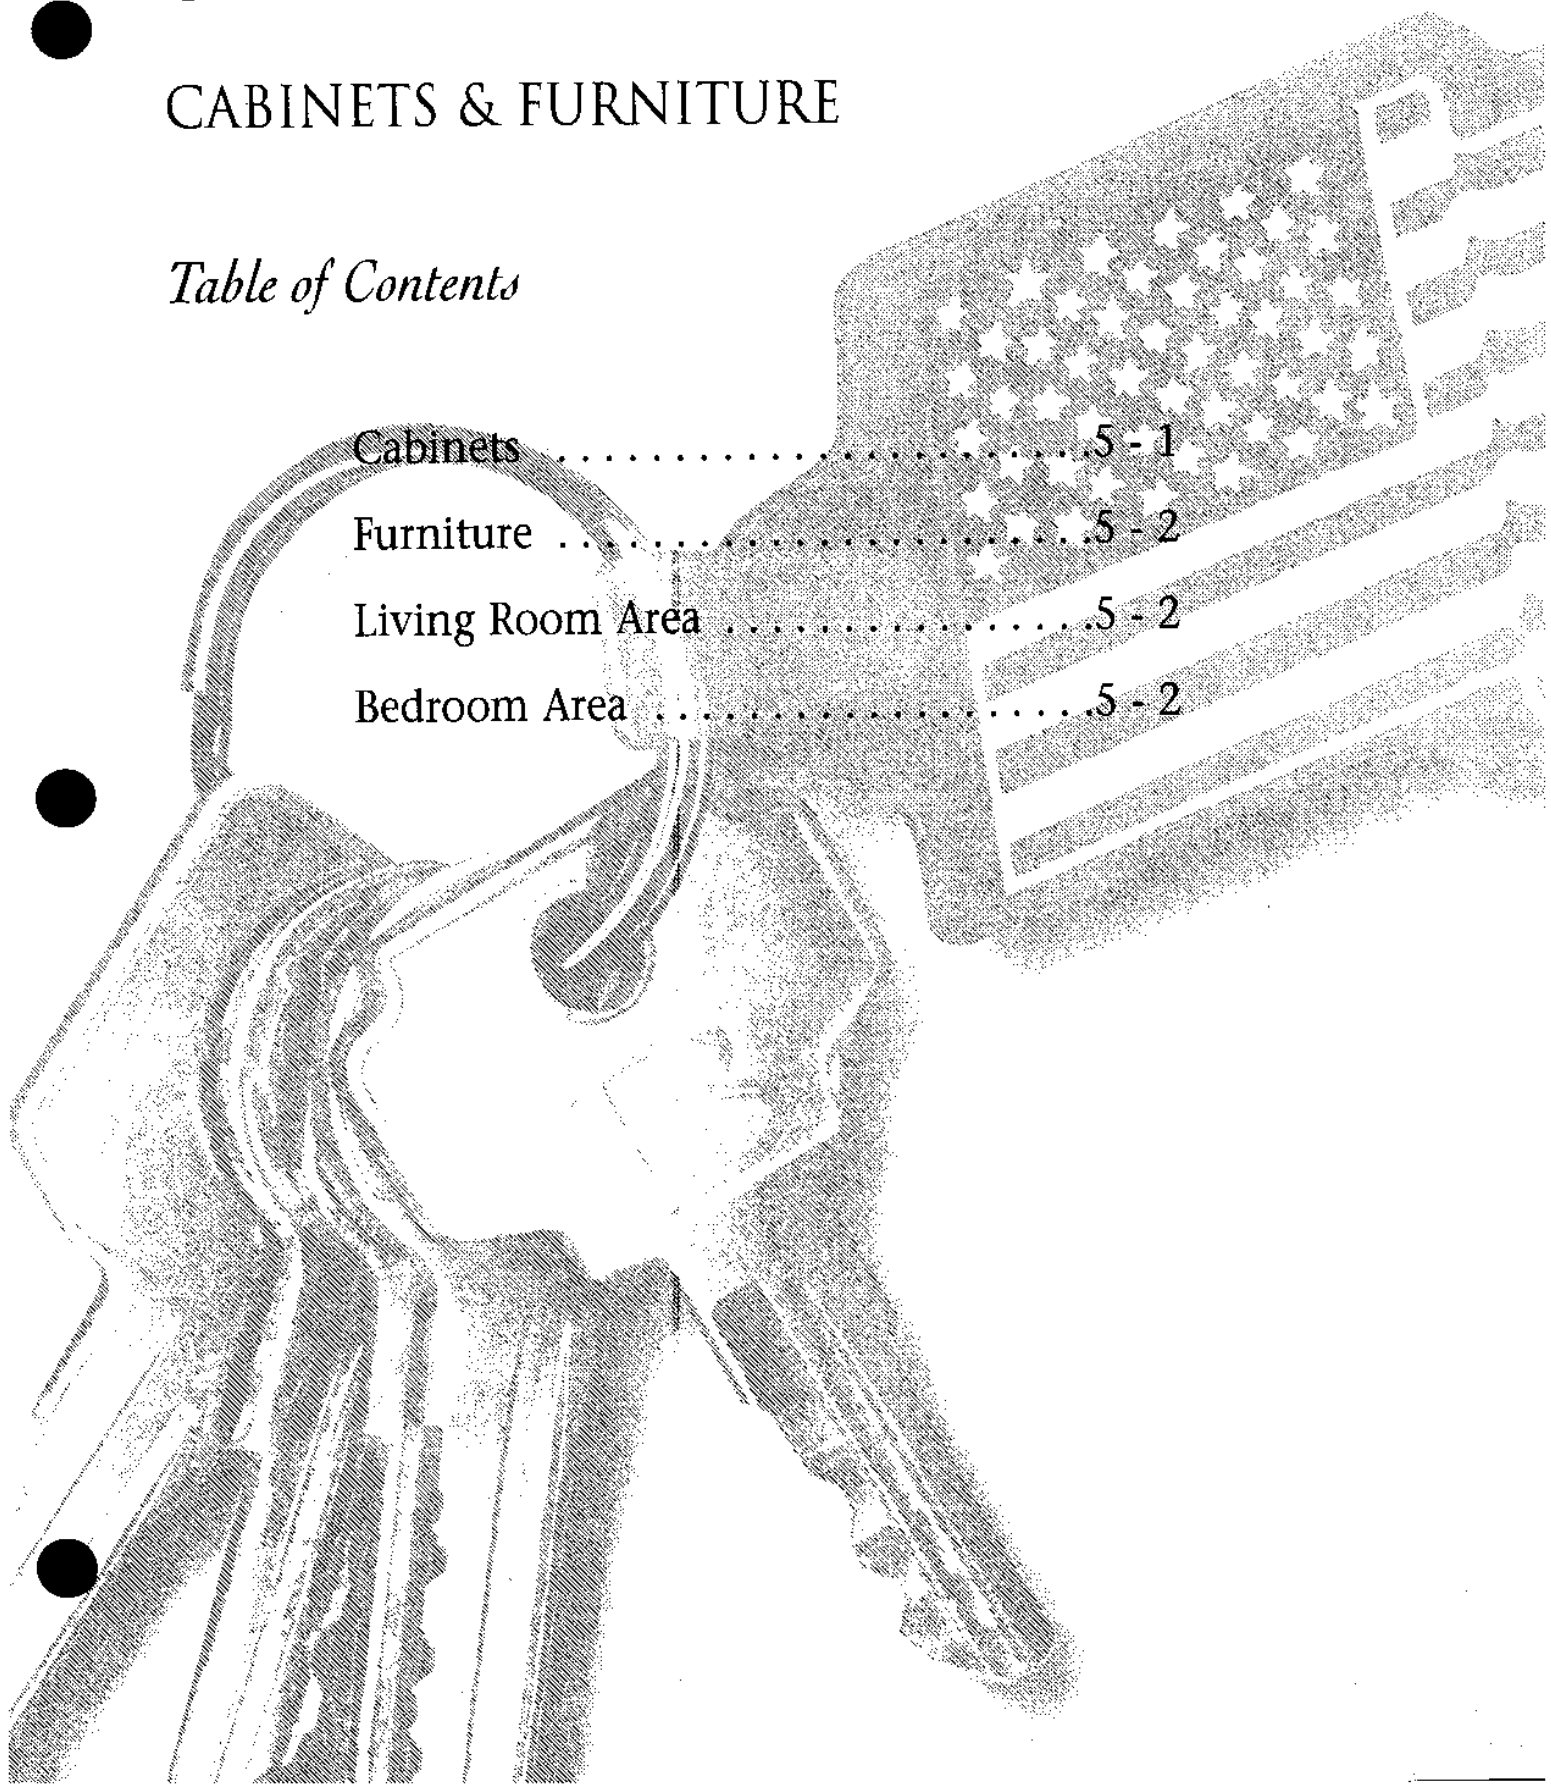 CABINETS & FURNITURE
Table of Contents
Cabinets . . . . . . . . . . . . . . . . . . . . . . .5 - 1
Furniture . . . . . . . . . . . . . . . . . . . . . . .5 - 2
Living Room Area . . . . . . . . . . . . . . . .5 - 2
Bedroom Area . . . . . . . . . . . . . . . . . . .5 - 2